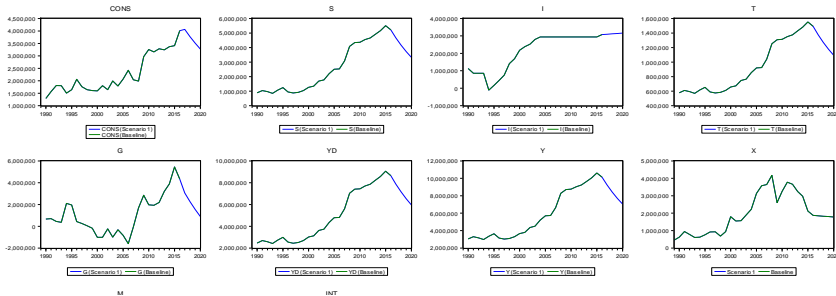 CONS S I T
4,500,000 6,000,000 4,000,000 1,600,000
4,000,000 5,000,000 3,000,000 1,400,000
3,500,000 4,000,000 2,000,000 1,200,000
3,000,000 3,000,000 1,000,000 1,000,000
2,500,000 2,000,000 0 800,000
2,000,000 1,000,000 -1,000,000 600,000
1,500,000 0 400,000
1,000,000
1990 1995 2000 2005 2010 2015 2020 1990 1995 2000 2005 2010 2015 2020 1990 1995 2000 2005 2010 2015 2020 1990 1995 2000 2005 2010 2015 2020
CONS (Scenario 1) S (Scenario 1) S (Baseline) I (Scenario 1) I (Baseline) T (Scenario 1) T (Baseline)
CONS (Baseline)
G YD Y X
6,000,000 10,000,000 12,000,000 5,000,000
4,000,000 8,000,000 10,000,000 4,000,000
2,000,000 6,000,000 8,000,000 3,000,000
0 4,000,000 6,000,000 2,000,000
-2,000,000 2,000,000 4,000,000 1,000,000
2,000,000 0
1990 1995 2000 2005 2010 2015 2020 1990 1995 2000 2005 2010 2015 2020 1990 1995 2000 2005 2010 2015 2020 1990 1995 2000 2005 2010 2015 2020
G (Scenario 1) G (Baseline) YD (Scenario 1) YD (Baseline) Y (Scenario 1) Y (Baseline) Scenario 1 Baseline
M INT